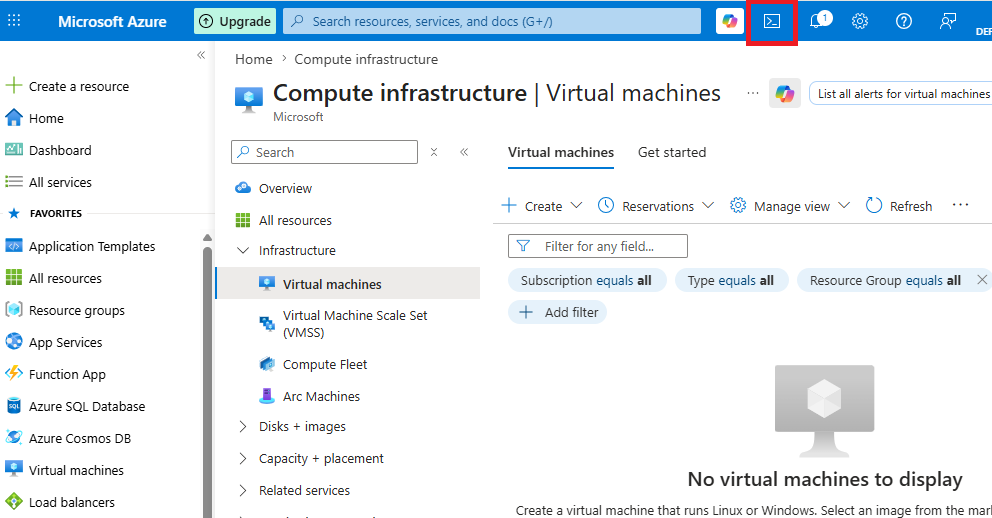 Microsoft Azure
Upgrade
Search resources, services, and docs (G+/)
1
DEF
Create a resource
Home
Dashboard
All services
FAVORITES
Application Templates
All resources
Resource groups
App Services
Function App
Azure SQL Database
Azure Cosmos DB
Virtual machines
Load balancers
Home > Compute infrastructure
Compute infrastructure | Virtual machines
Microsoft
List all alerts for virtual machines
Search
Overview
All resources
Infrastructure
Virtual machines
Virtual Machine Scale Set
(VMSS)
Compute Fleet
Arc Machines
Disks + images
Capacity + placement
Related services
Virtual machines Get started
Create Reservations Manage view Refresh
Filter for any field...
Subscription equals all Type equals all Resource Group equals all
Add filter
No virtual machines to display
Create a virtual machine that runs Linux or Windows. Select an image from the mar